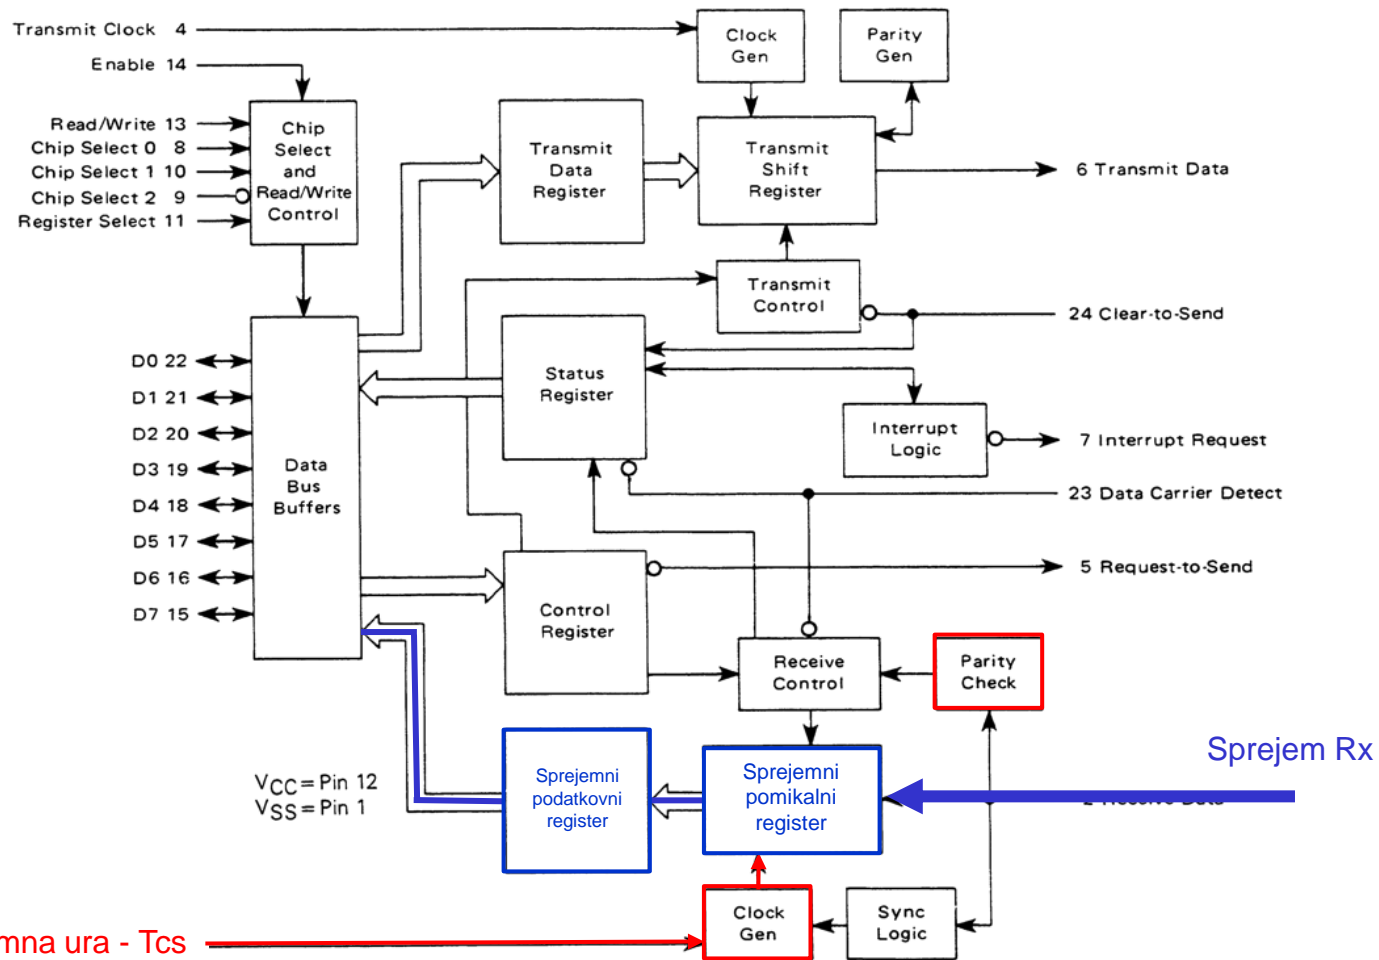 Transmit Clock 4
Enable 14
Read/Write 13
Chip Select 0 8
Chip Select 1 10
Chip Select 2 9
Register Select 11
Chip
Select
and
Read/Write
Control
Clock
Gen
Parity
Gen
Transmit
Data
Register
Transmit
Shift
Register
6 Transmit Data
Transmit
Control
24 Clear-to-Send
Status
Register
Interrupt
Logic
7 Interrupt Request
23 Data Carrier Detect
5 Request-to-Send
D0 22
D1 21
D2 20
D3 19
D4 18
D5 17
D6 16
D7 15
Data
Bus
Buffers
Control
Register
Receive
Control
Parity
Check
Sprejem Rx
VCC = Pin 12
VSS = Pin 1
Sprejemni
podatkovni
register
Sprejemni
pomikalni
register
2 Receive Data
Clock
Gen
Sync
Logic
mna ura - Tcs